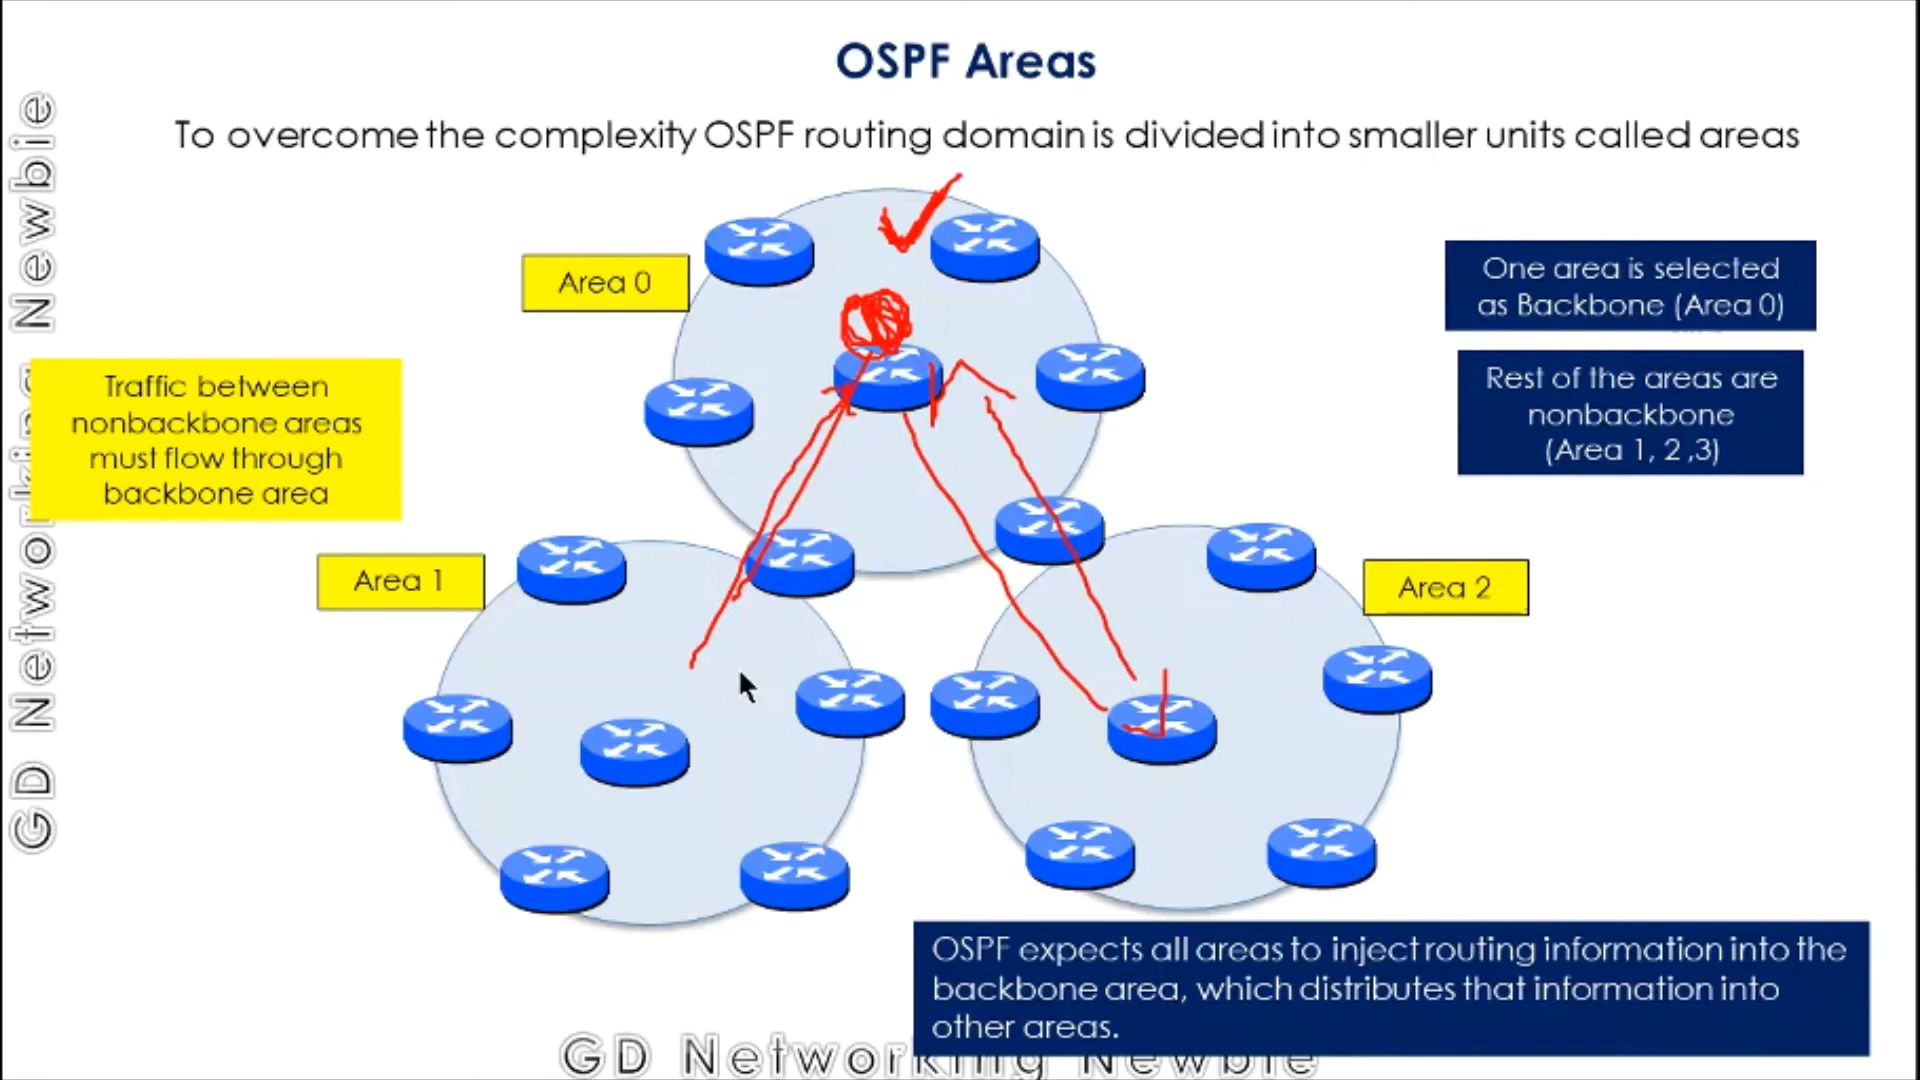 OSPF Areas
To overcome the complexity OSPF routing domain is divided into smaller units called areas
Area 0
One area is selected
as Backbone (Area 0)
Traffic between
nonbackbone areas
must flow through
backbone area
Rest of the areas are
nonbackbone
(Area 1, 2 ,3)
Area 1
Area 2
OSPF expects all areas to inject routing information into the
backbone area, which distributes that information into
other areas.
GD Networking Newbie
GD Networking Newbie